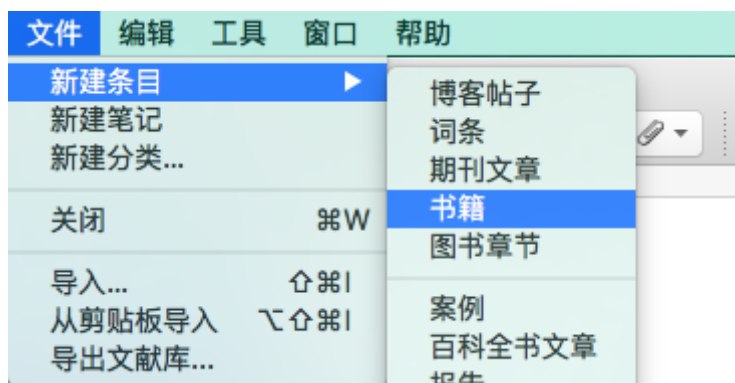 文件 编辑 工具 窗口 帮助
新建条目 ▶
新建笔记
新建分类...
关闭 ⌘W
导入... ⇧⌘I
从剪贴板导入 ⌥⇧⌘I
导出文献库...
博客帖子
词条
期刊文章
书籍
图书章节
案例
百科全书文章
报告